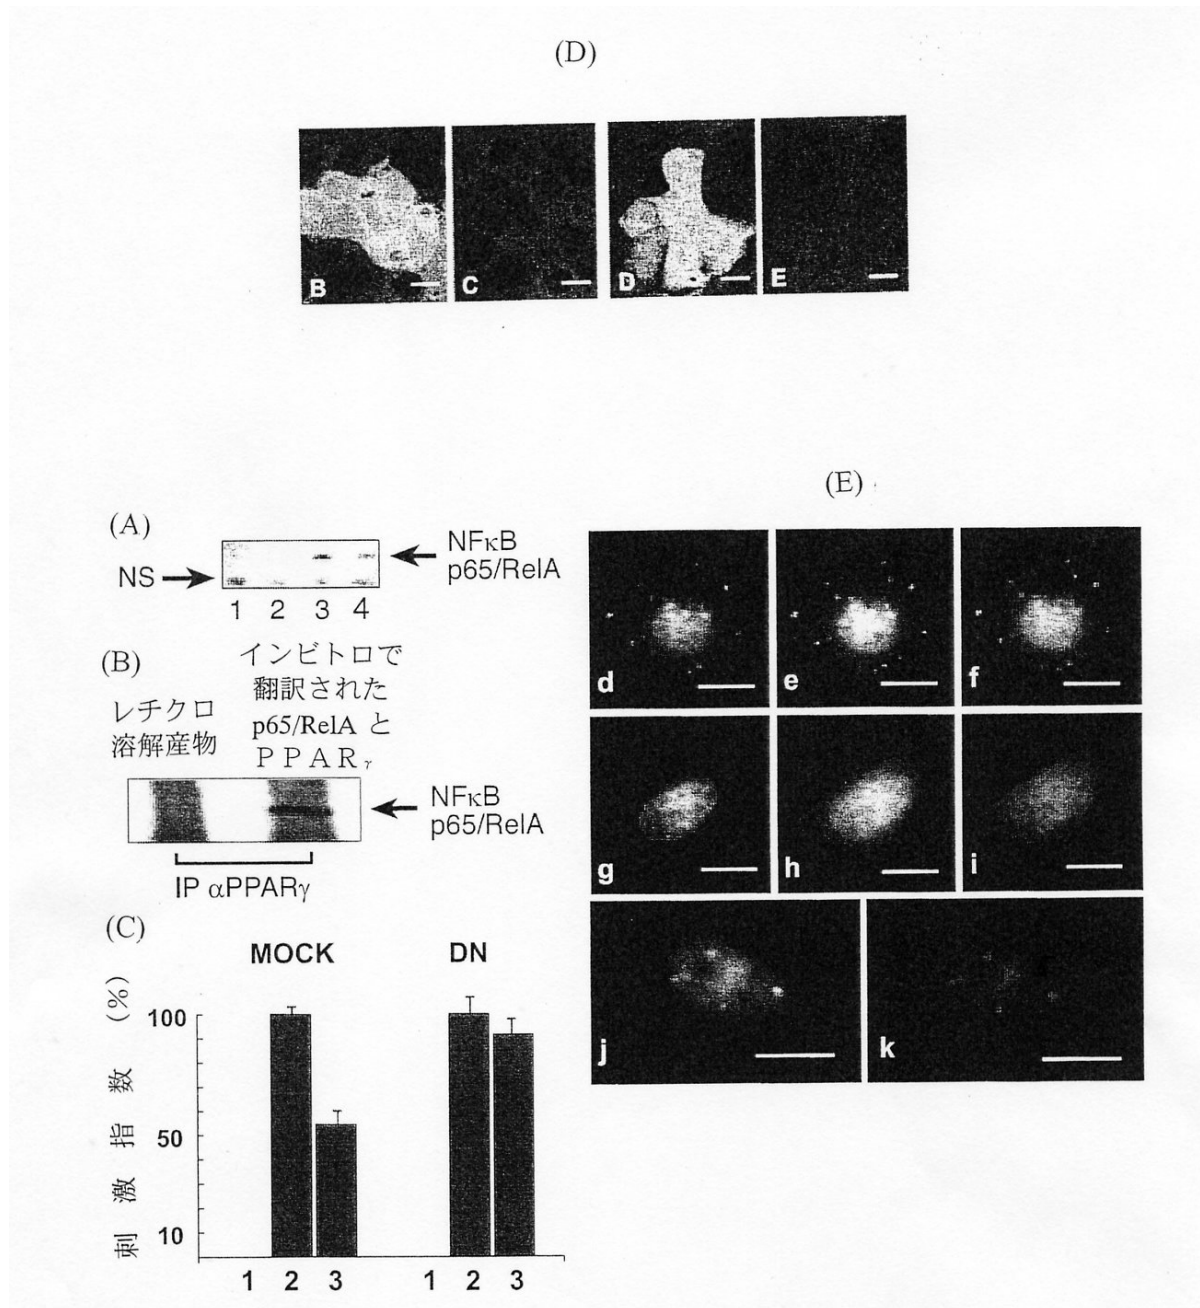 (D)
B
C
D
E
(A)
NS
NFκB
p65/RelA
1 2 3 4
(B)
レチクロ
溶解産物
インビトロで
翻訳された
p65/RelA と
ＰＰＡＲγ
NFκB
p65/RelA
IP αPPARγ
(C)
MOCK
DN
刺激指数 (%)
100
50
10
1 2 3 1 2 3
(E)
d
e
f
g
h
i
j
k